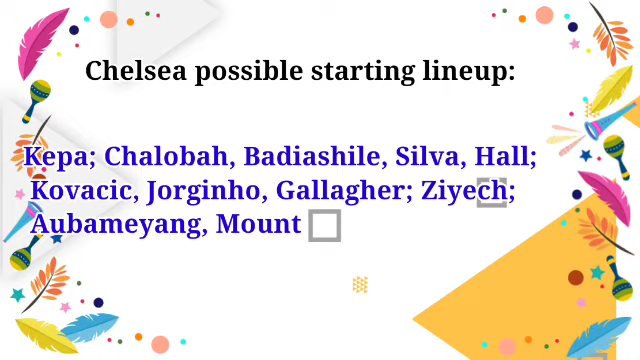 Chelsea possible starting lineup:
Kepa; Chalobah, Badiashile, Silva, Hall;
Kovacic, Jorginho, Gallagher; Ziyech;
Aubameyang, Mount